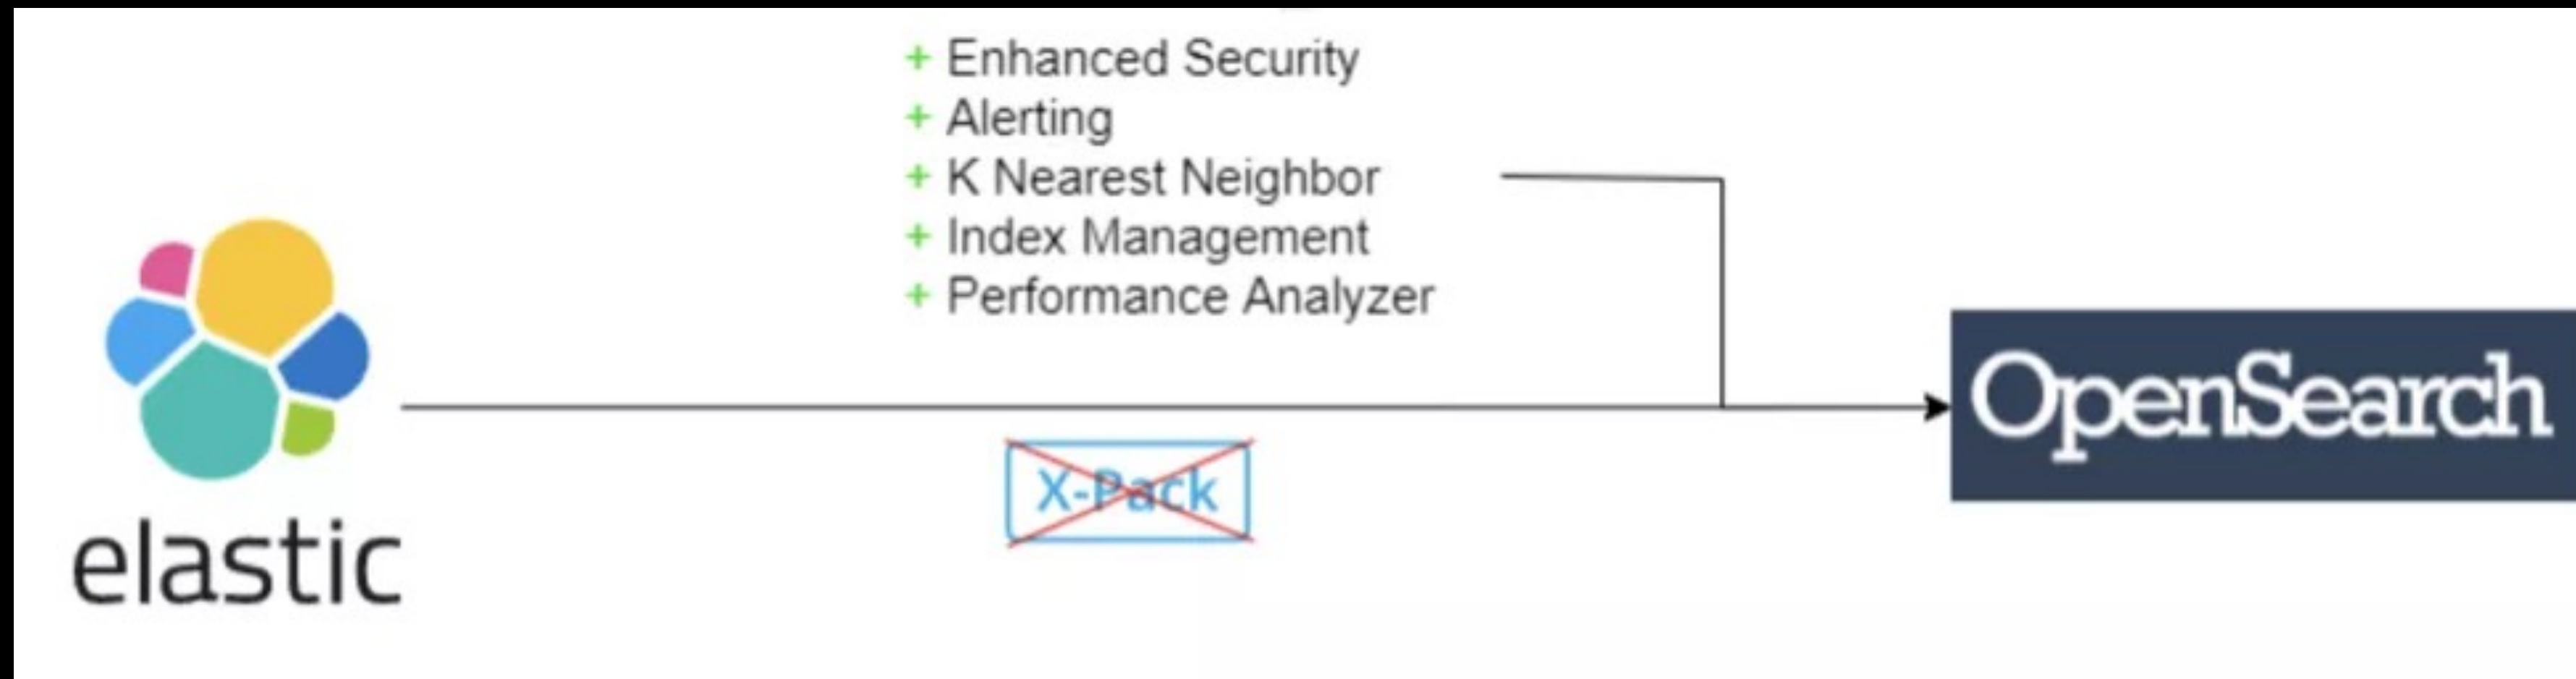 + Enhanced Security
+ Alerting
+ K Nearest Neighbor
+ Index Management
+ Performance Analyzer
OpenSearch
X-Pack
elastic